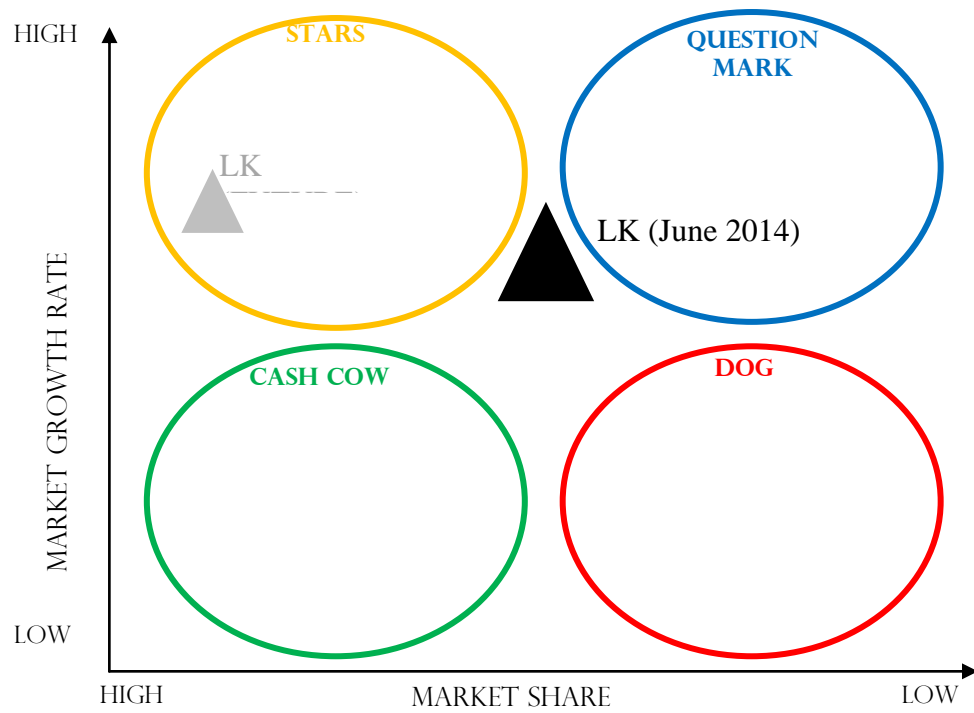 HIGH
STARS
QUESTION
MARK
LK
LK (June 2014)
MARKET GROWTH RATE
CASH COW
DOG
LOW
HIGH
MARKET SHARE
LOW